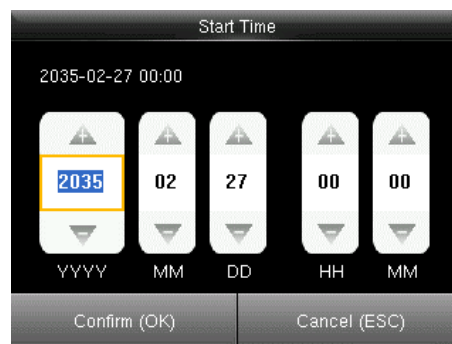 Start Time
2035-02-27 00:00
2035 02 27 00 00
YYYY MM DD HH MM
Confirm (OK) Cancel (ESC)